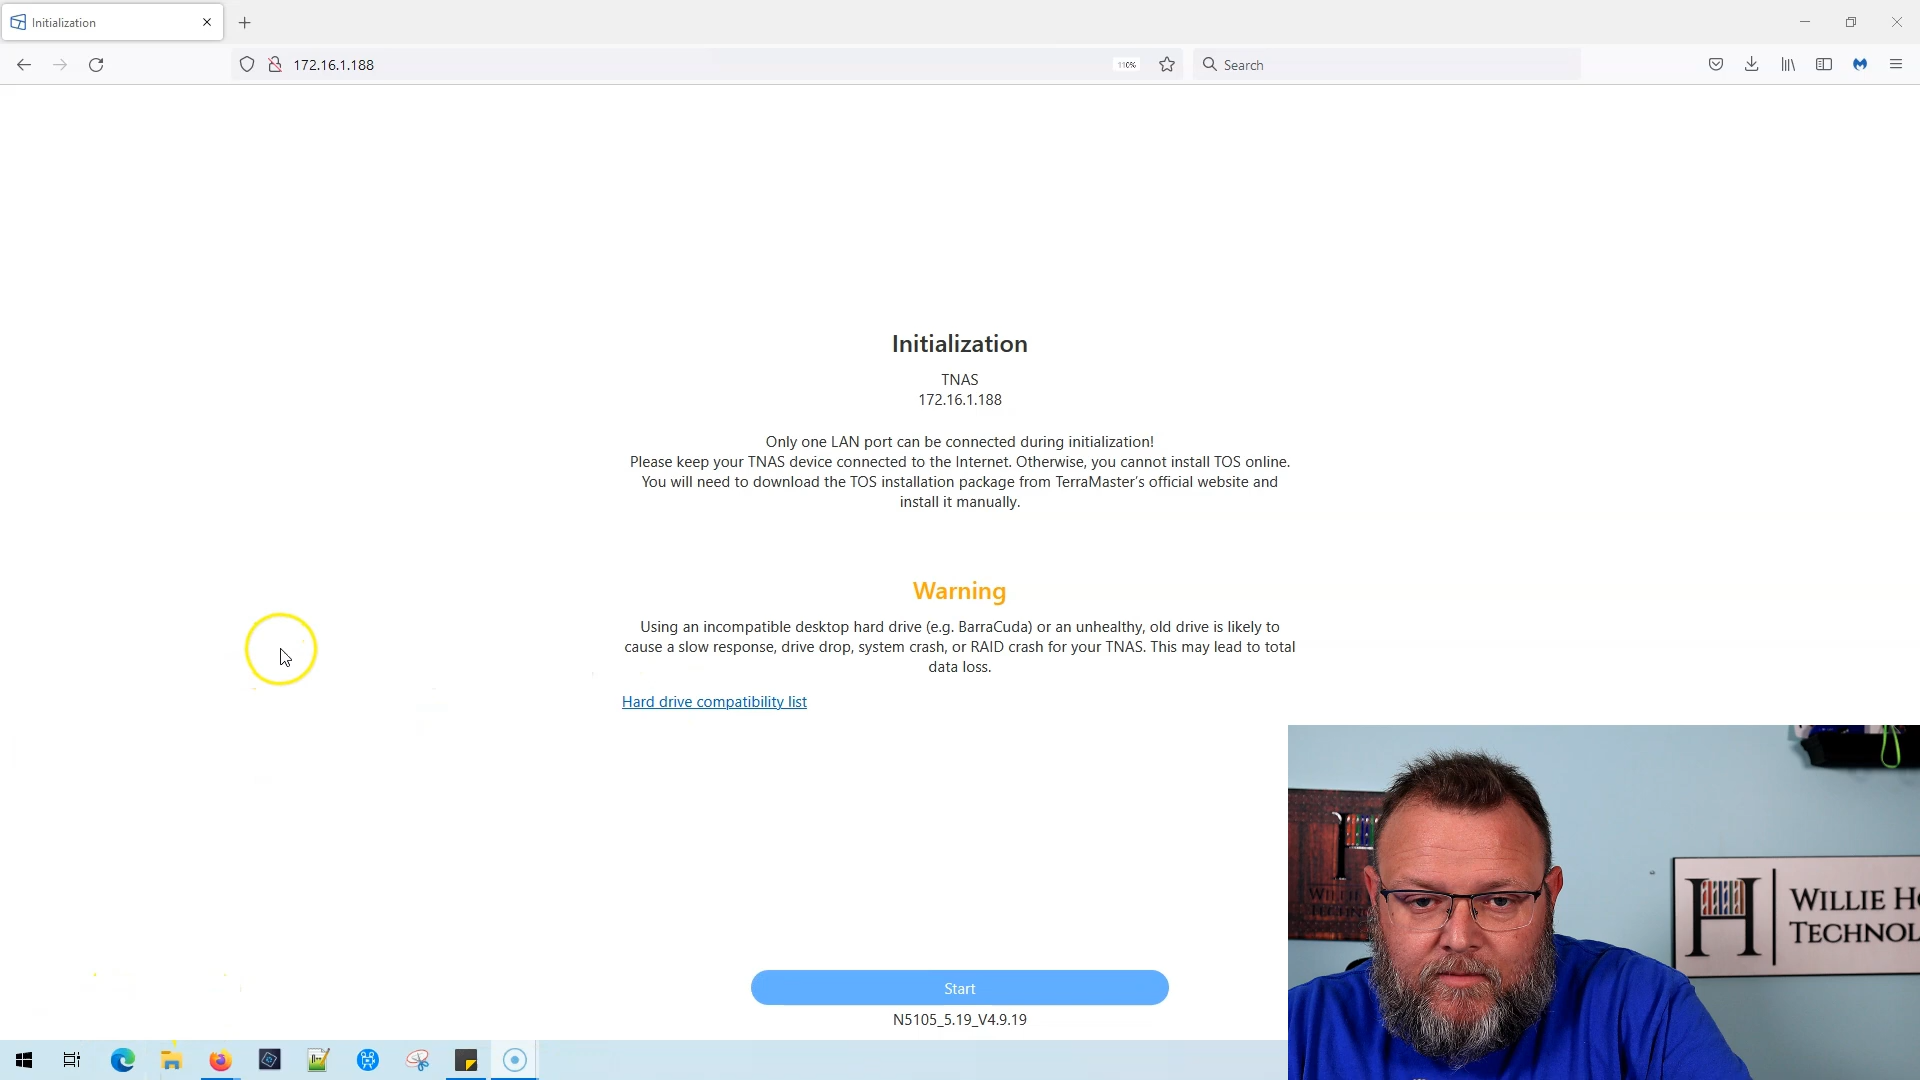 Initialization
172.16.1.188
110%
Search
Initialization
TNAS
172.16.1.188
Only one LAN port can be connected during initialization!
Please keep your TNAS device connected to the Internet. Otherwise, you cannot install TOS online.
You will need to download the TOS installation package from TerraMaster's official website and
install it manually.
Warning
Using an incompatible desktop hard drive (e.g. BarraCuda) or an unhealthy, old drive is likely to
cause a slow response, drive drop, system crash, or RAID crash for your TNAS. This may lead to total
data loss.
Hard drive compatibility list
Start
N5105_5.19_V4.9.19
H
WILLIE HO
TECHNOL